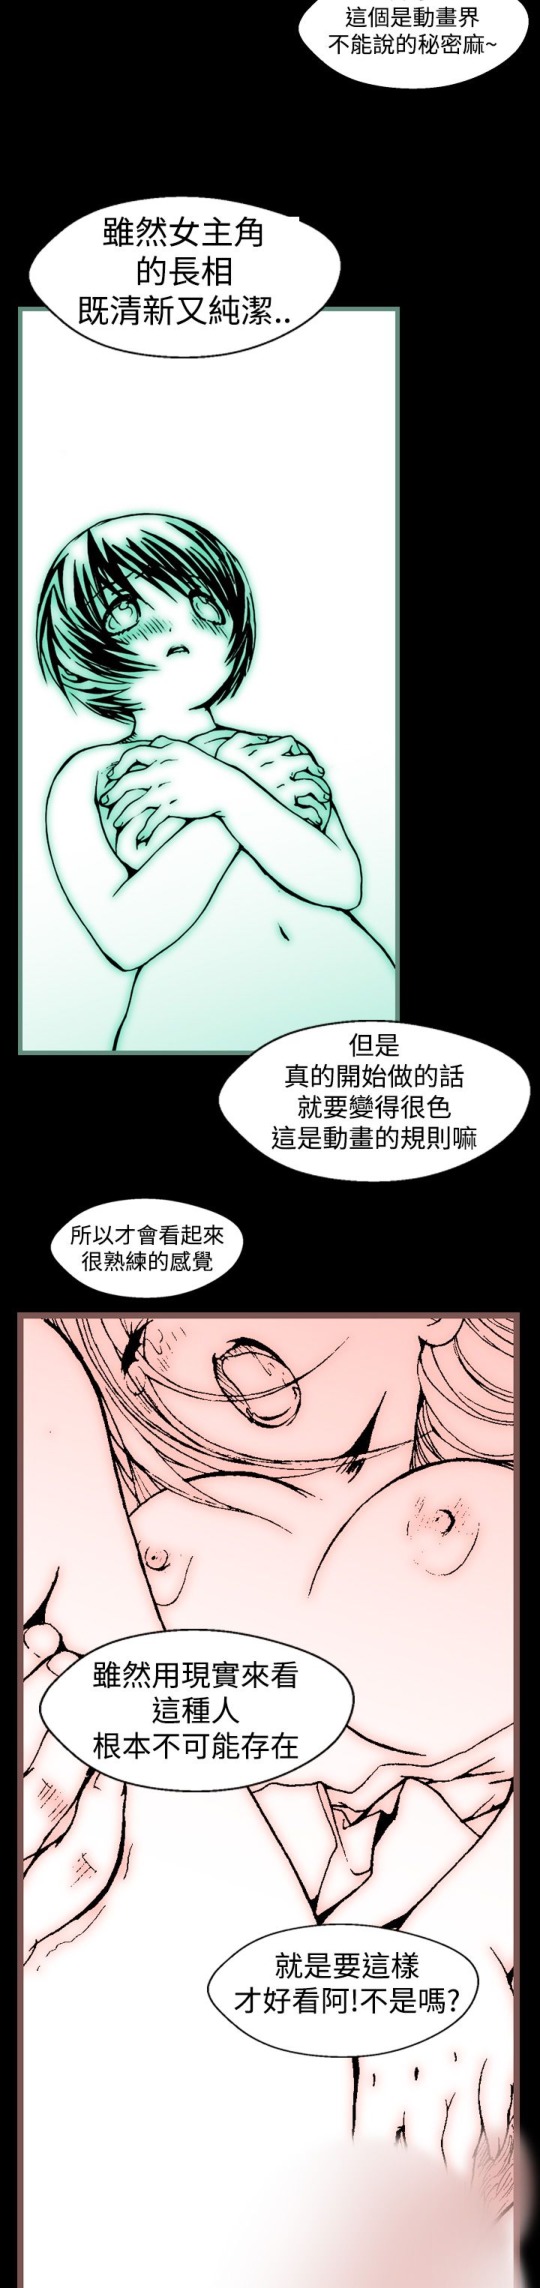 這個是動畫界
不能說的秘密麻~
雖然女主角
的長相
既清新又純潔..
但是
真的開始做的話
就要變得很色
這是動畫的規則嘛
所以才會看起來
很熟練的感覺
雖然用現實來看
這種人
根本不可能存在
就是要這樣
才好看阿!不是嗎?